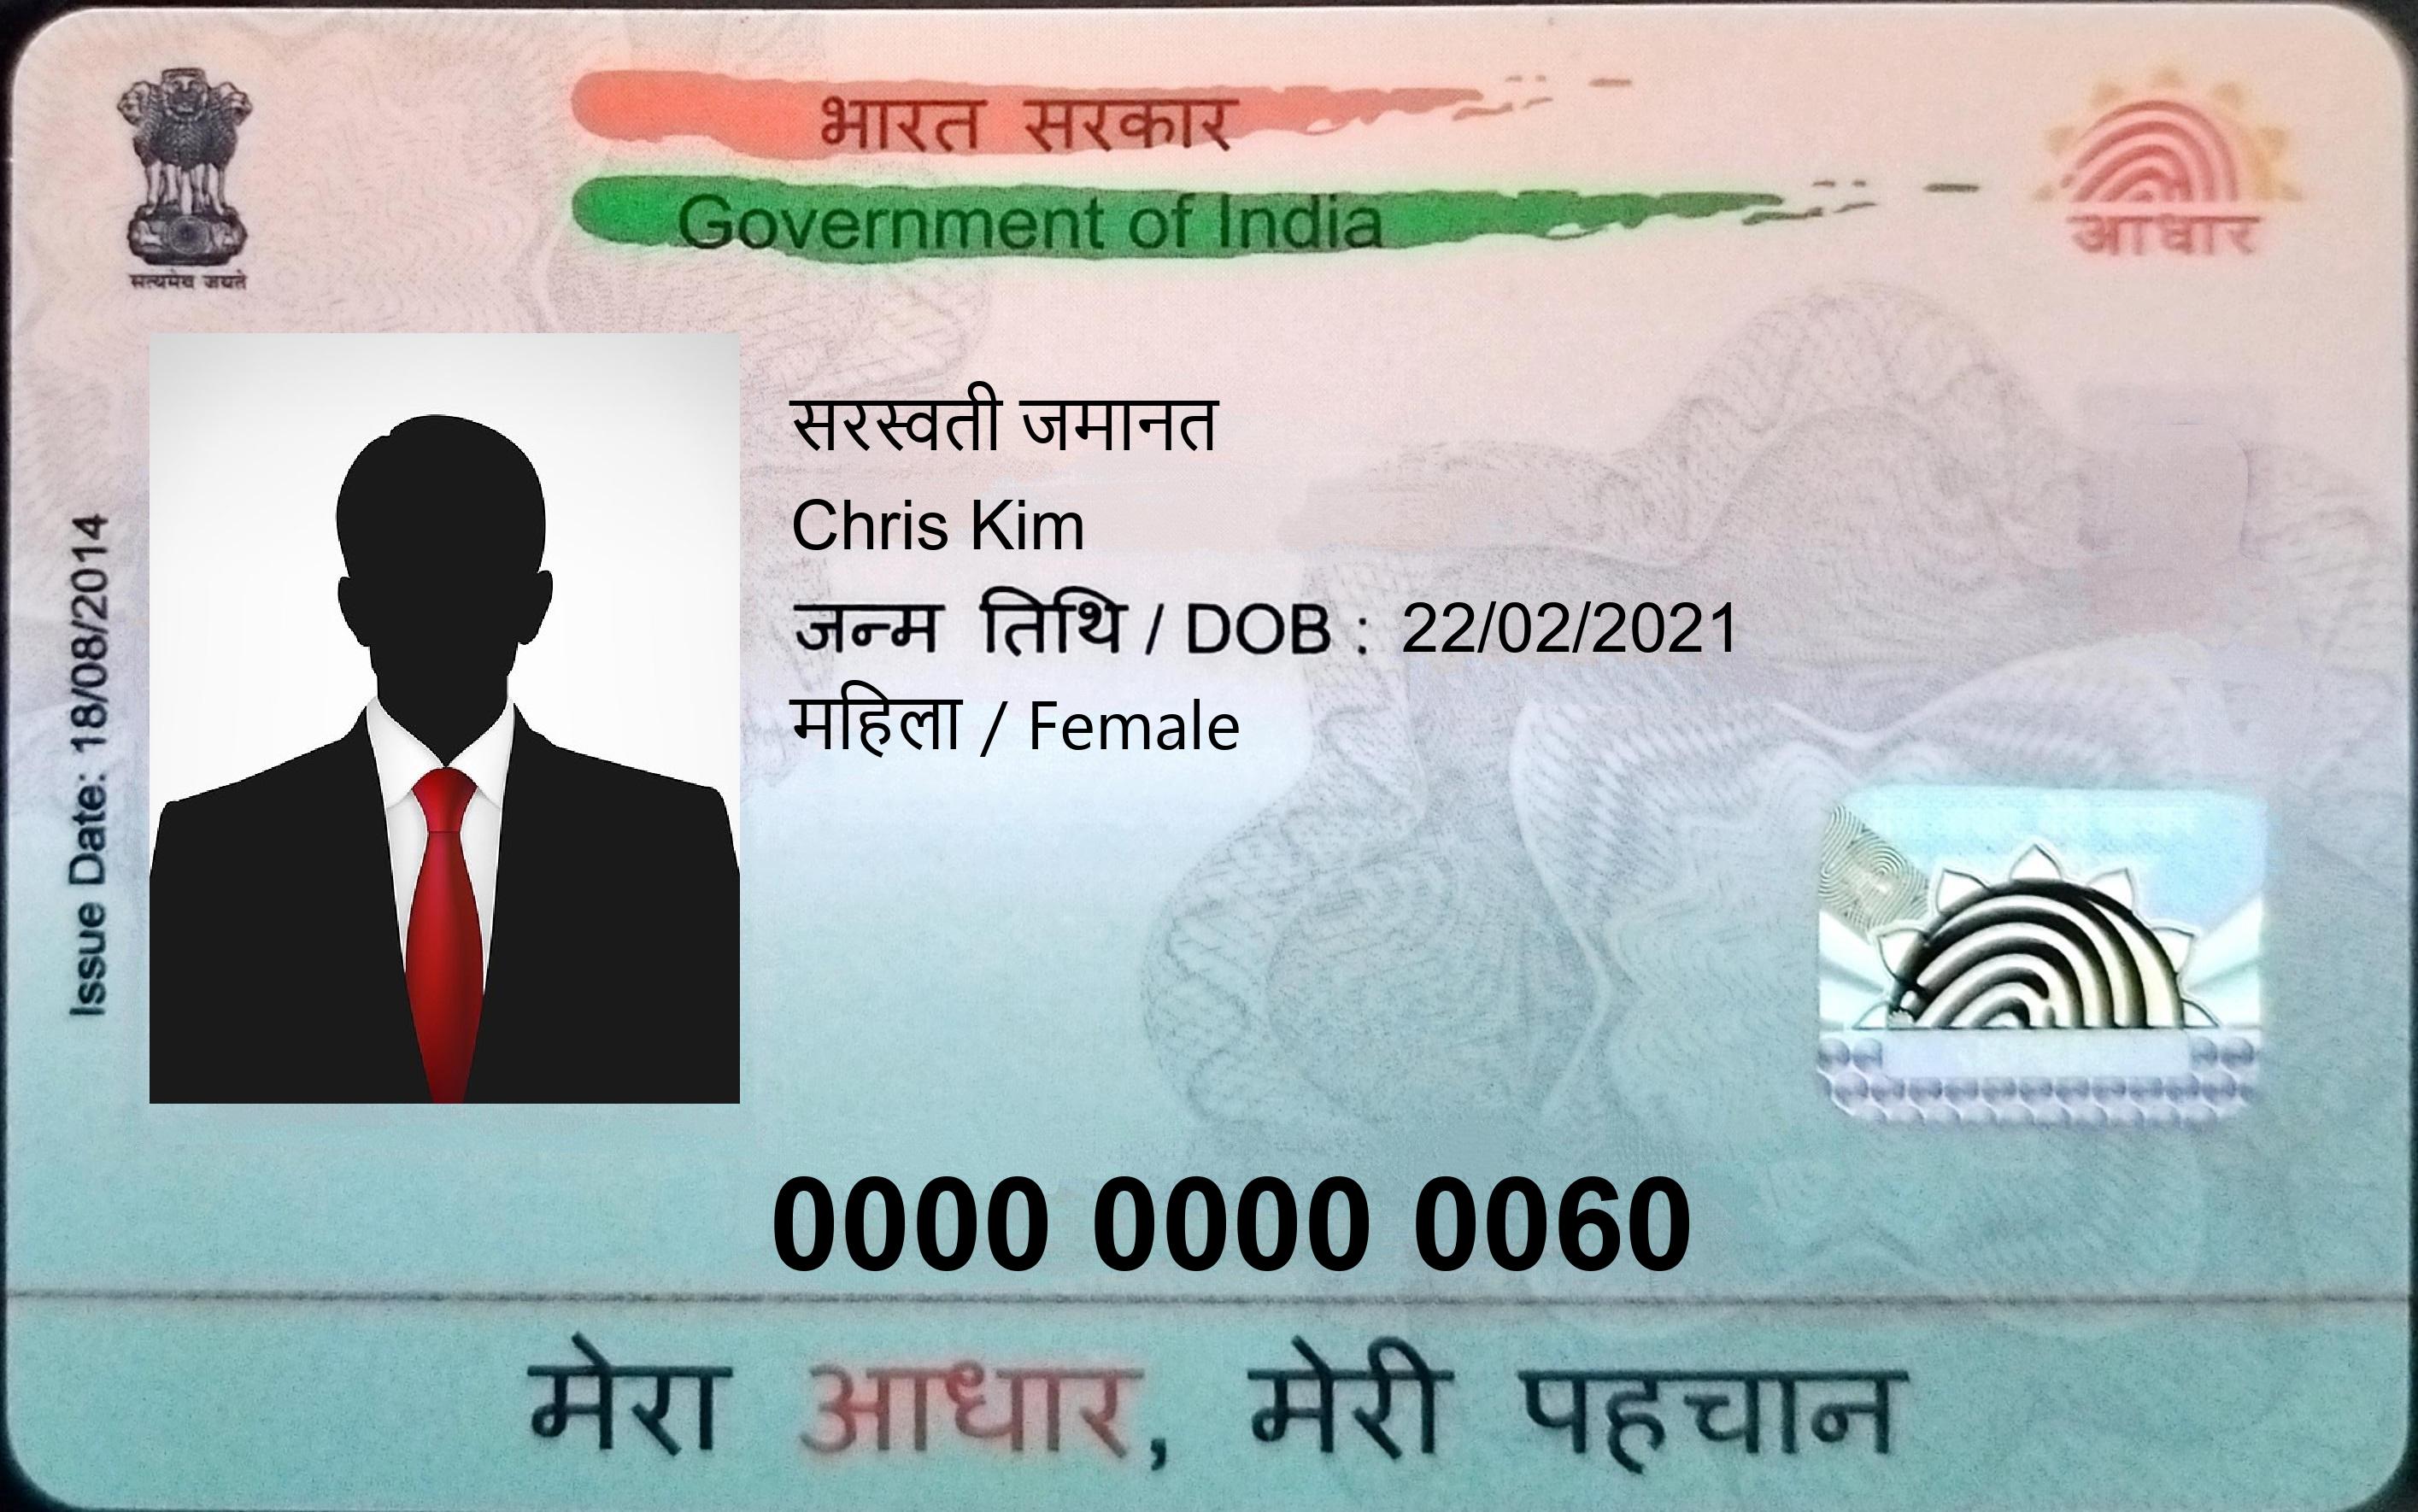 भारत सरकार
Government of India
सत्यमेव जयते
आधार
Issue Date: 18/08/2014
सरस्वती जमानत
Chris Kim
जन्म तिथि / DOB : 22/02/2021
महिला / Female
0000 0000 0060
मेरा आधार, मेरी पहचान